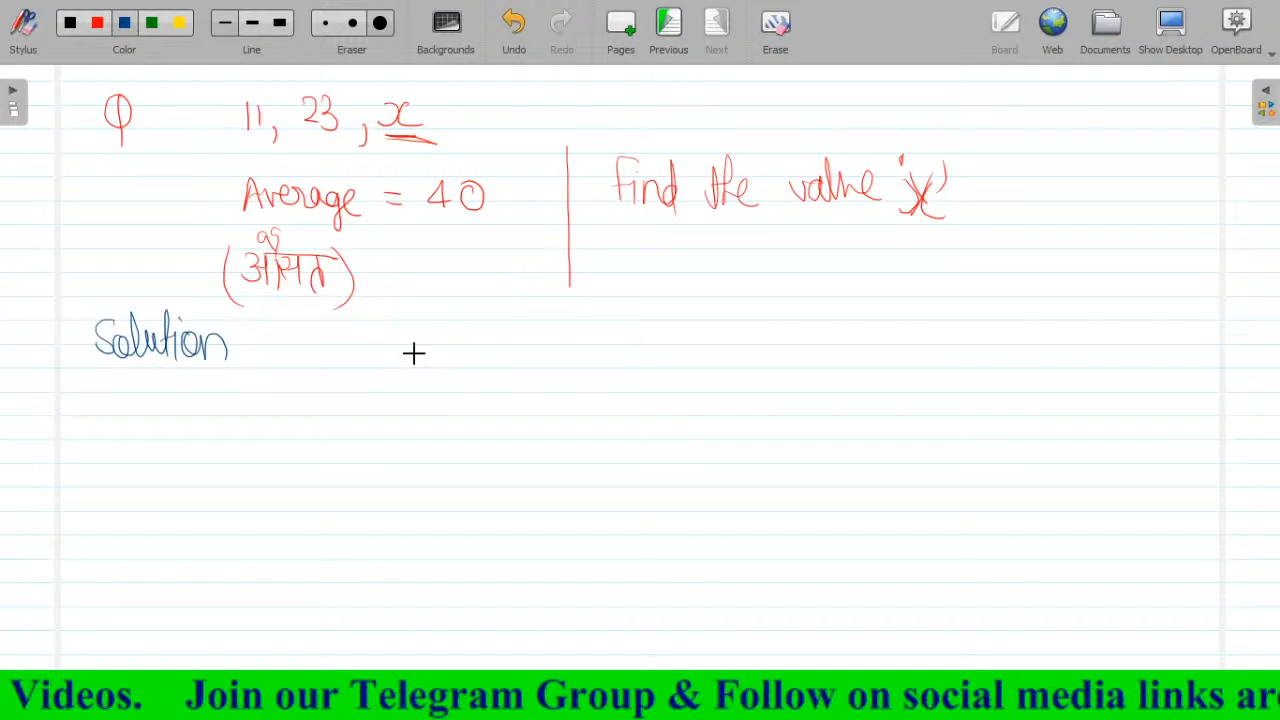 Stylus
Color
Line
Eraser
Backgrounds
Undo
Redo
Pages
Previous
Next
Erase
Board
Web
Documents
Show Desktop
OpenBoard
Q 11, 23, x
Average = 40
Find the value 'x'
avg
(औसत)
Solution
Videos. Join our Telegram Group & Follow on social media links are